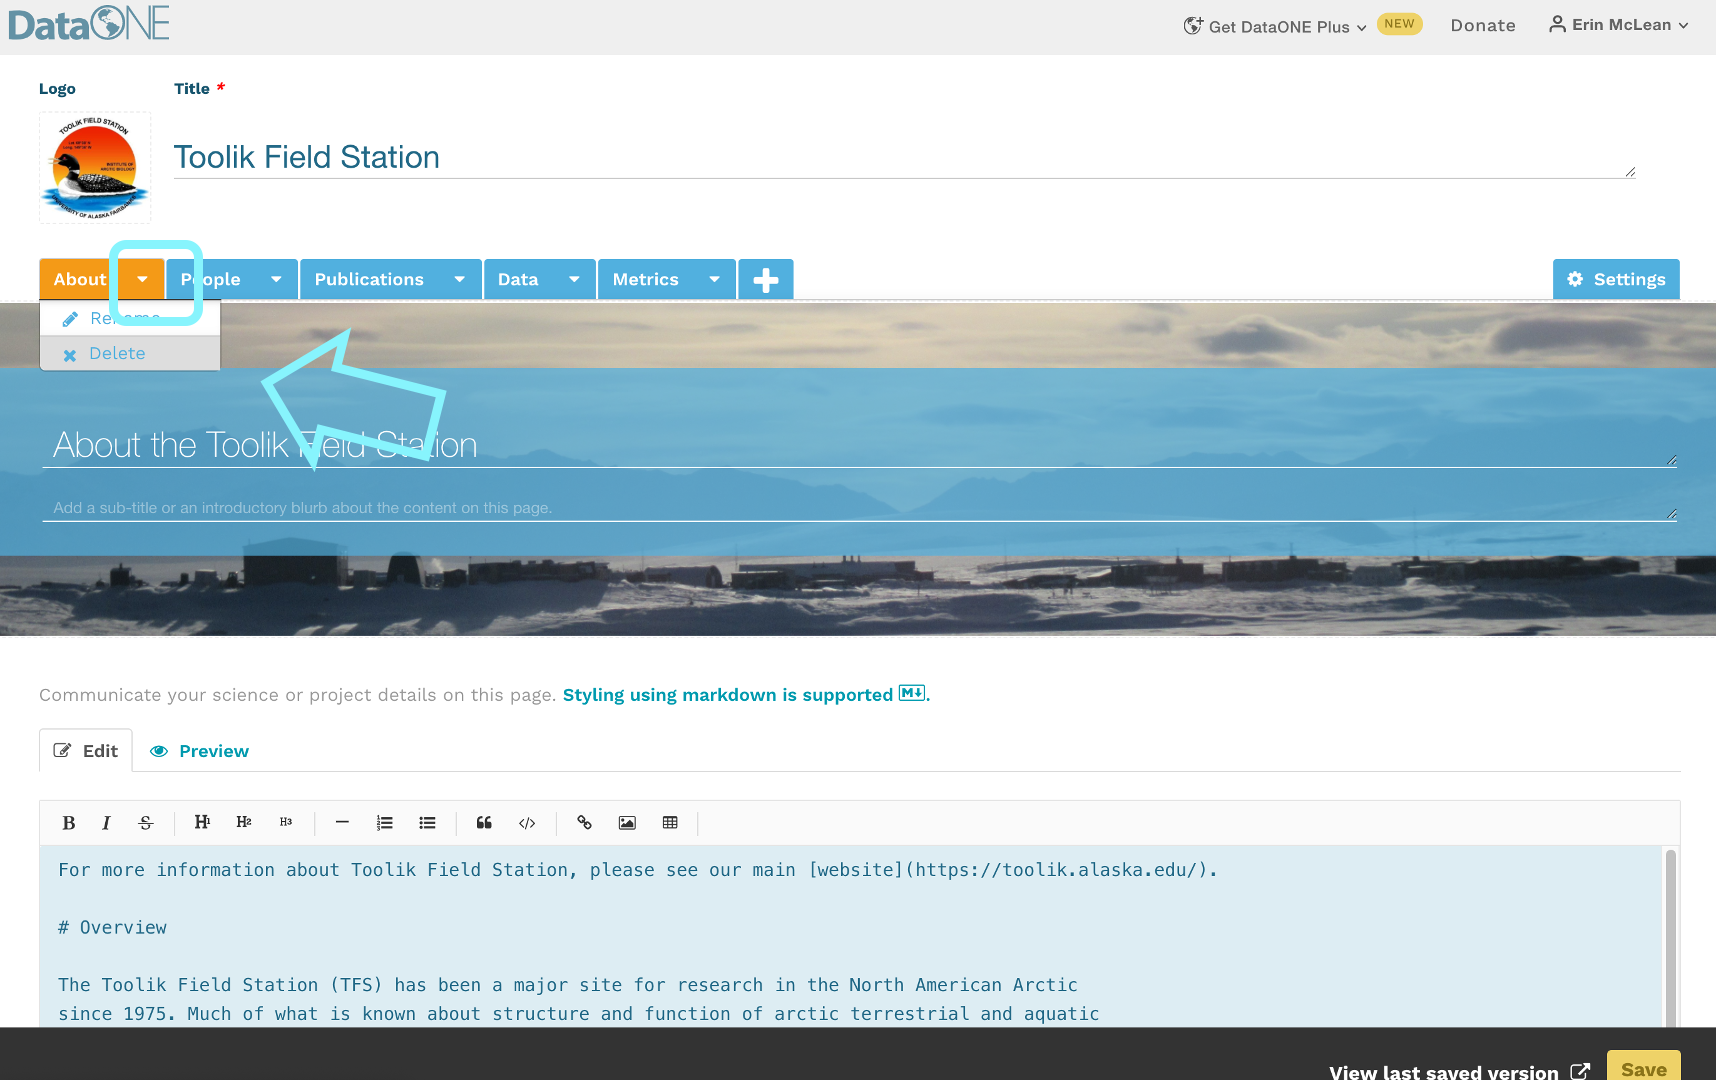 DataONE
Get DataONE Plus
NEW
Donate
Erin McLean
Logo
Title *
TOOLIK FIELD STATION
INSTITUTE OF
ARCTIC BIOLOGY
UNIVERSITY OF ALASKA FAIRBANKS
Toolik Field Station
About
People
Publications
Data
Metrics
Settings
Rename
Delete
About the Toolik Field Station
Add a sub-title or an introductory blurb about the content on this page.
Communicate your science or project details on this page. Styling using markdown is supported M.
Edit
Preview
B I S H1 H2 H3
For more information about Toolik Field Station, please see our main [website](https://toolik.alaska.edu/).
# Overview
The Toolik Field Station (TFS) has been a major site for research in the North American Arctic
since 1975. Much of what is known about structure and function of arctic terrestrial and aquatic
View last saved version
Save